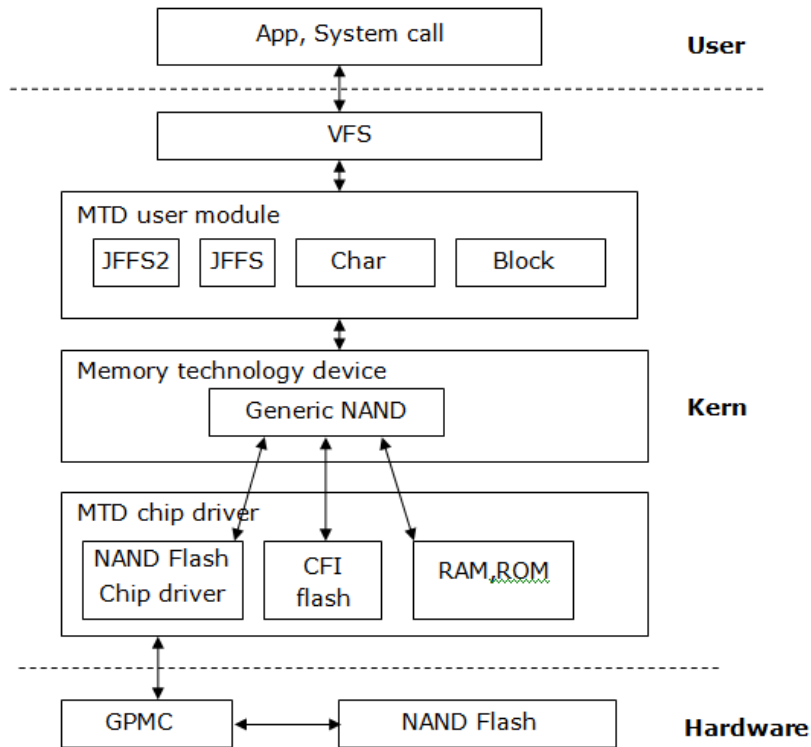 App, System call
User
VFS
MTD user module
JFFS2
JFFS
Char
Block
Memory technology device
Generic NAND
Kern
MTD chip driver
NAND Flash
Chip driver
CFI
flash
RAM,ROM
GPMC
NAND Flash
Hardware